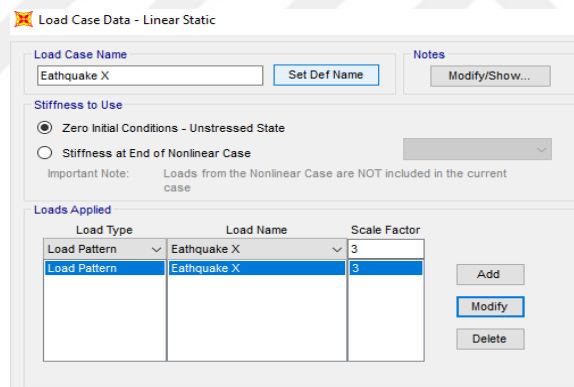 Load Case Data - Linear Static
Load Case Name
Notes
Eathquake X
Set Def Name
Modify/Show...
Stiffness to Use
Zero Initial Conditions - Unstressed State
Stiffness at End of Nonlinear Case
Important Note: Loads from the Nonlinear Case are NOT included in the current
case
Loads Applied
Load Type Load Name Scale Factor
Load Pattern Eathquake X 3
Load Pattern Eathquake X 3
Add
Modify
Delete